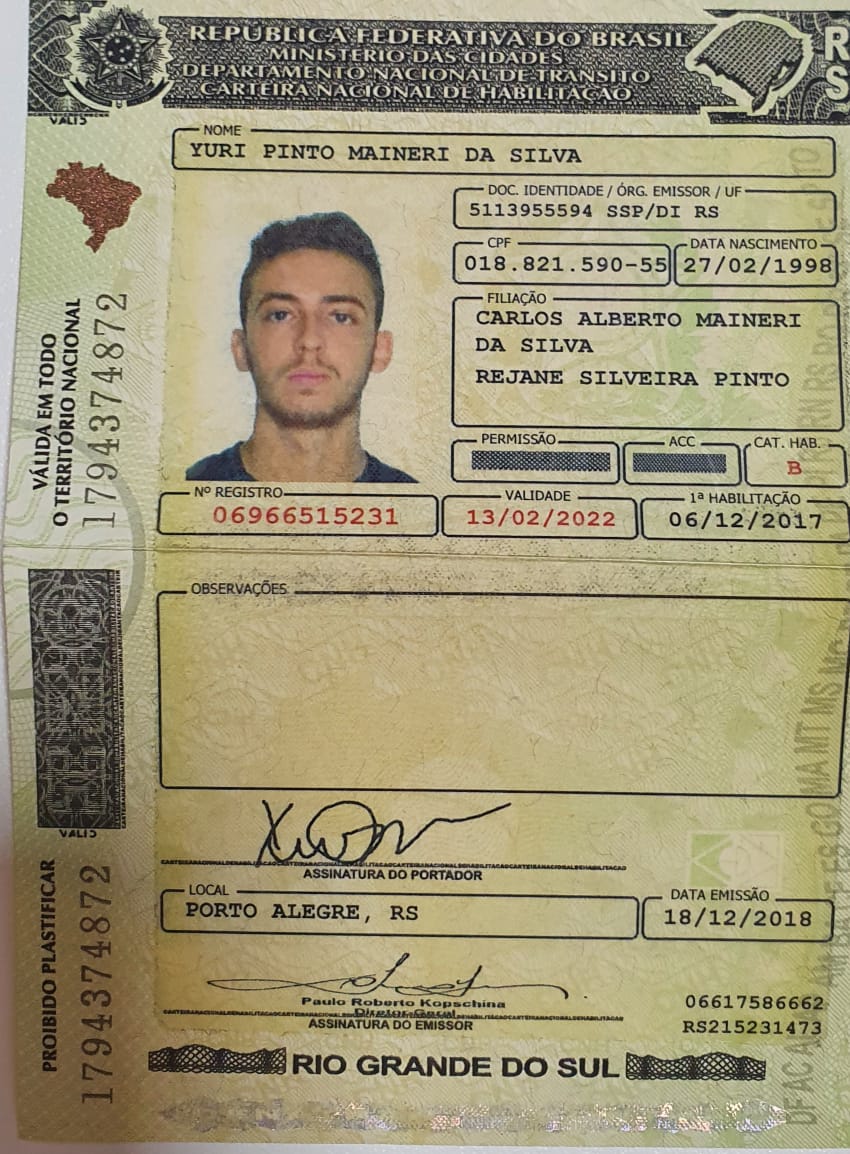 REPÚBLICA FEDERATIVA DO BRASIL
MINISTÉRIO DAS CIDADES
DEPARTAMENTO NACIONAL DE TRÂNSITO
CARTEIRA NACIONAL DE HABILITAÇÃO
RS
NOME
YURI PINTO MAINERI DA SILVA
DOC. IDENTIDADE / ÓRG. EMISSOR / UF
5113955594 SSP/DI RS
CPF
018.821.590-55
DATA NASCIMENTO
27/02/1998
FILIAÇÃO
CARLOS ALBERTO MAINERI
DA SILVA
REJANE SILVEIRA PINTO
PERMISSÃO
ACC
CAT. HAB.
B
Nº REGISTRO
06966515231
VALIDADE
13/02/2022
1ª HABILITAÇÃO
06/12/2017
VÁLIDA EM TODO
O TERRITÓRIO NACIONAL
1794374872
OBSERVAÇÕES
ASSINATURA DO PORTADOR
LOCAL
PORTO ALEGRE, RS
DATA EMISSÃO
18/12/2018
Paulo Roberto Kopschina
Diretor Geral
ASSINATURA DO EMISSOR
06617586662
RS215231473
PROIBIDO PLASTIFICAR
1794374872
RIO GRANDE DO SUL